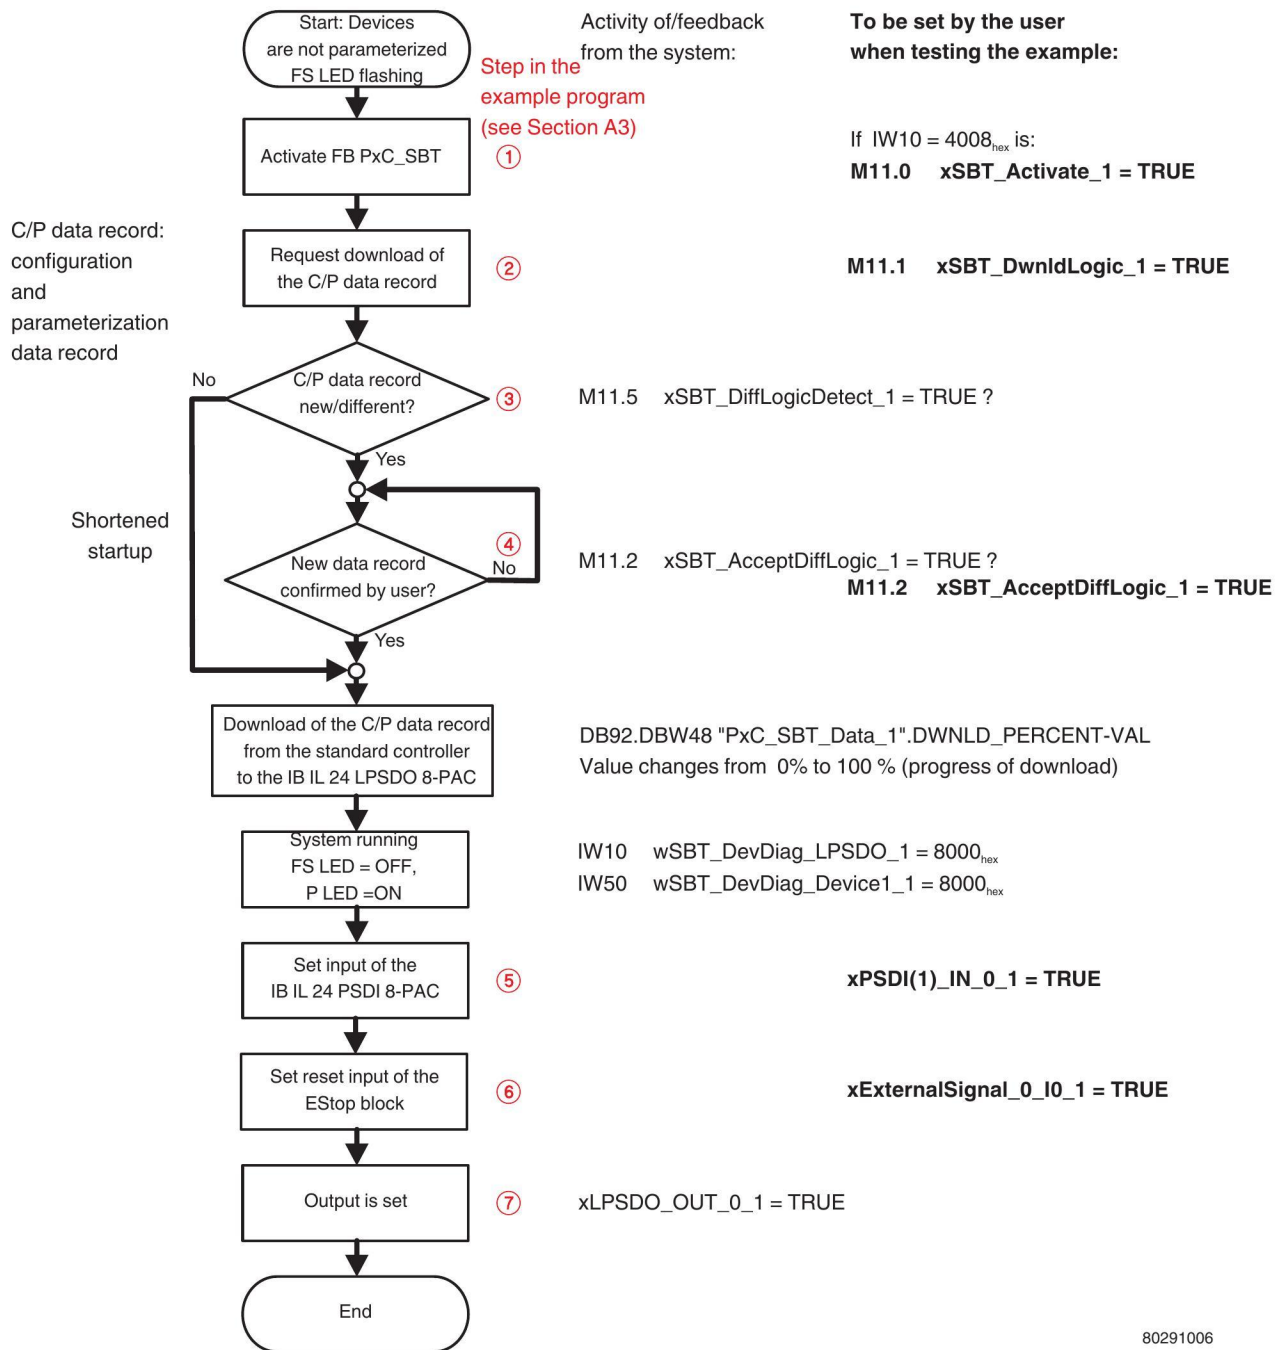 Start: Devices
are not parameterized
FS LED flashing
Activity of/feedback
from the system:
To be set by the user
when testing the example:
Step in the
example program
(see Section A3)
Activate FB PxC_SBT
1
If IW10 = 4008hex is:
M11.0 xSBT_Activate_1 = TRUE
C/P data record:
configuration
and
parameterization
data record
Request download of
the C/P data record
2
M11.1 xSBT_DwnldLogic_1 = TRUE
No
C/P data record
new/different?
3
M11.5 xSBT_DiffLogicDetect_1 = TRUE ?
Yes
Shortened
startup
New data record
confirmed by user?
4
No
M11.2 xSBT_AcceptDiffLogic_1 = TRUE ?
M11.2 xSBT_AcceptDiffLogic_1 = TRUE
Yes
Download of the C/P data record
from the standard controller
to the IB IL 24 LPSDO 8-PAC
DB92.DBW48 "PxC_SBT_Data_1".DWNLD_PERCENT-VAL
Value changes from 0% to 100 % (progress of download)
System running
FS LED = OFF,
P LED =ON
IW10 wSBT_DevDiag_LPSDO_1 = 8000hex
IW50 wSBT_DevDiag_Device1_1 = 8000hex
Set input of the
IB IL 24 PSDI 8-PAC
5
xPSDI(1)_IN_0_1 = TRUE
Set reset input of the
EStop block
6
xExternalSignal_0_I0_1 = TRUE
Output is set
7
xLPSDO_OUT_0_1 = TRUE
End
80291006